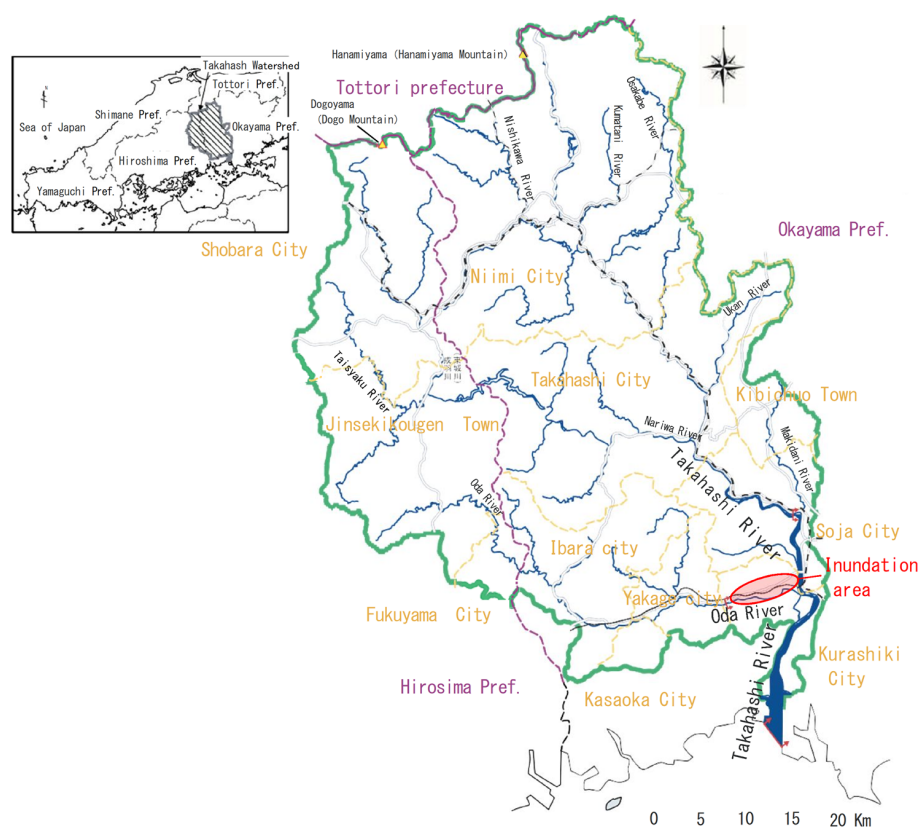 Takahash Watershed
Tottori Pref.
Shimane Pref.
Sea of Japan
Okayama Pref.
Hiroshima Pref.
Yamaguchi Pref.
Hanamiyama (Hanamiyama Mountain)
Tottori prefecture
Dogoyama
(Dogo Mountain)
Nishikawa River
Kumatani River
Osakabe River
Okayama Pref.
Shobara City
Niimi City
Ukan River
Taisyaku River
Takahashi City
Kibichuo Town
Jinsekikougen Town
Nariwa River
Makidani River
Takahashi River
Oda River
Ibara city
Soja City
Inundation
area
Yakage city
Oda River
Fukuyama City
Takahashi River
Kurashiki
City
Hirosima Pref.
Kasaoka City
0 5 10 15 20 Km